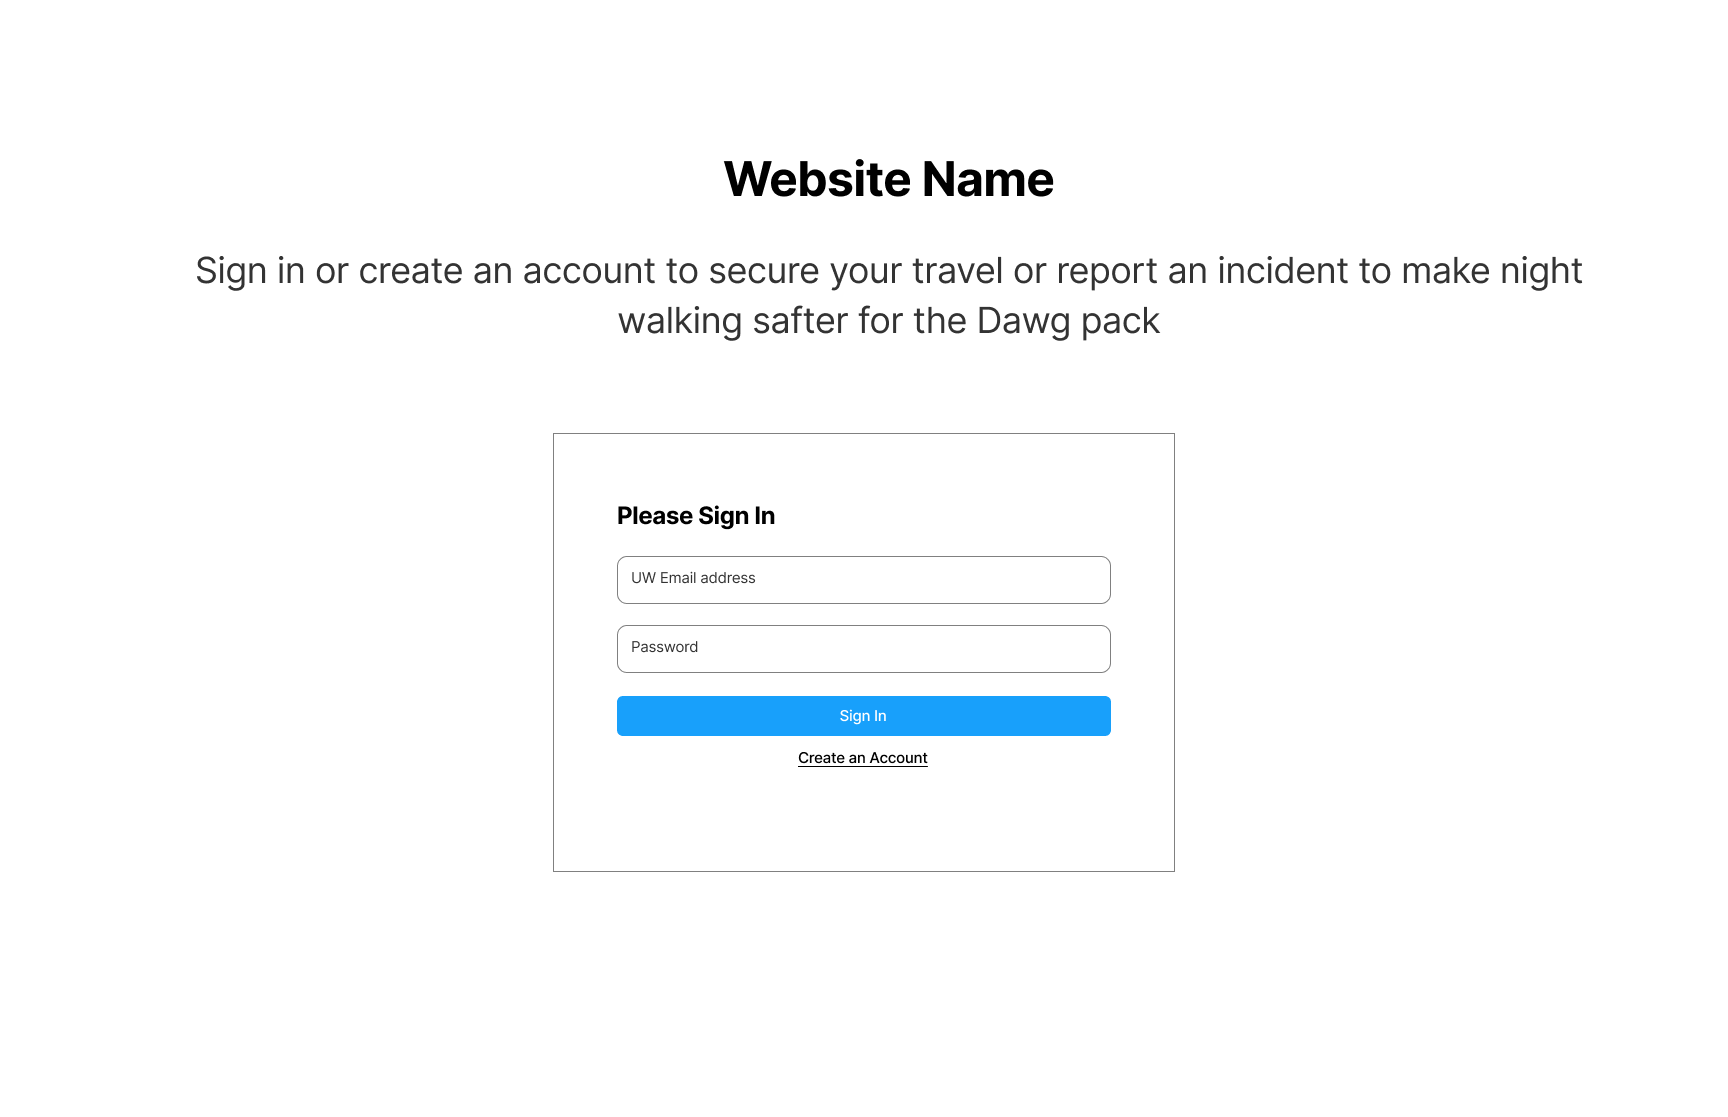 Website Name
Sign in or create an account to secure your travel or report an incident to make night
walking safter for the Dawg pack
Please Sign In
UW Email address
Password
Sign In
Create an Account